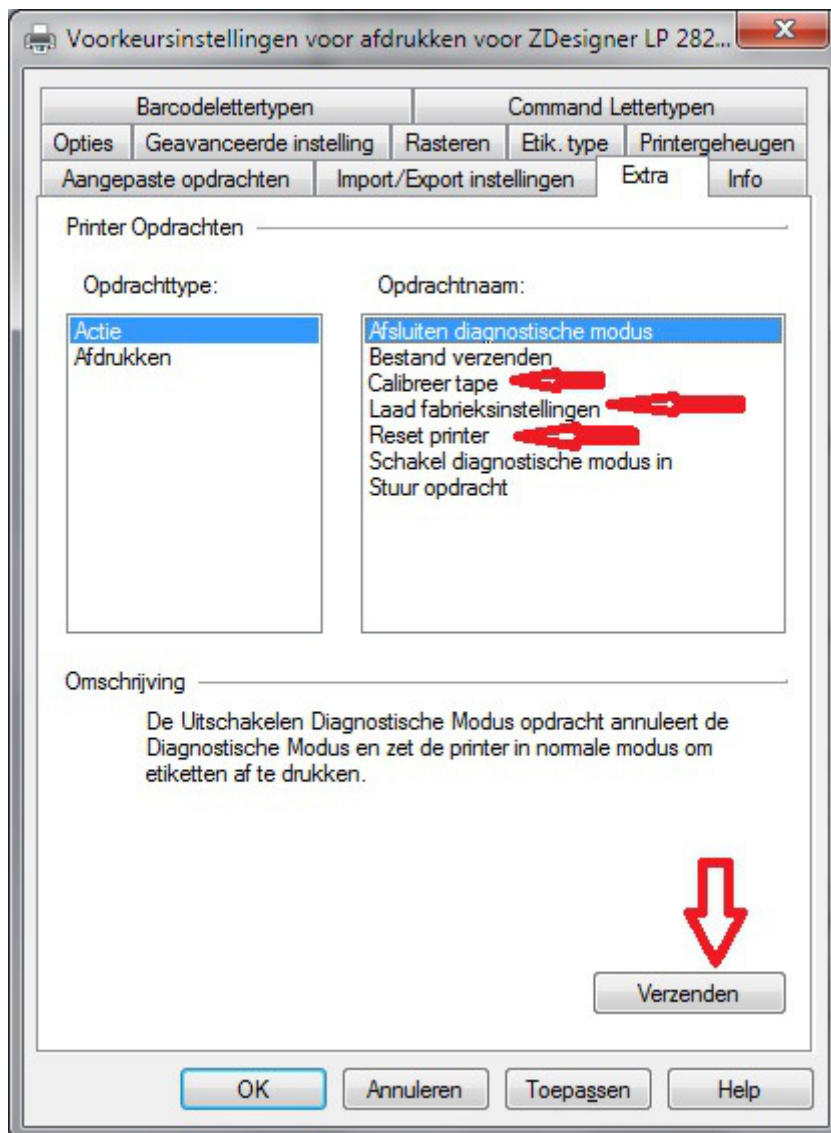 Voorkeursinstellingen voor afdrukken voor ZDesigner LP 282...
Barcodelettertypen Command Lettertypen
Opties Geavanceerde instelling Rasteren Etik. type Printergeheugen
Aangepaste opdrachten Import/Export instellingen Extra Info
Printer Opdrachten
Opdrachttype: Opdrachtnaam:
Actie Afsluiten diagnostische modus
Afdrukken Bestand verzenden
Calibreer tape
Laad fabrieksinstellingen
Reset printer
Schakel diagnostische modus in
Stuur opdracht
Omschrijving
De Uitschakelen Diagnostische Modus opdracht annuleert de
Diagnostische Modus en zet de printer in normale modus om
etiketten af te drukken.
Verzenden
OK Annuleren Toepassen Help